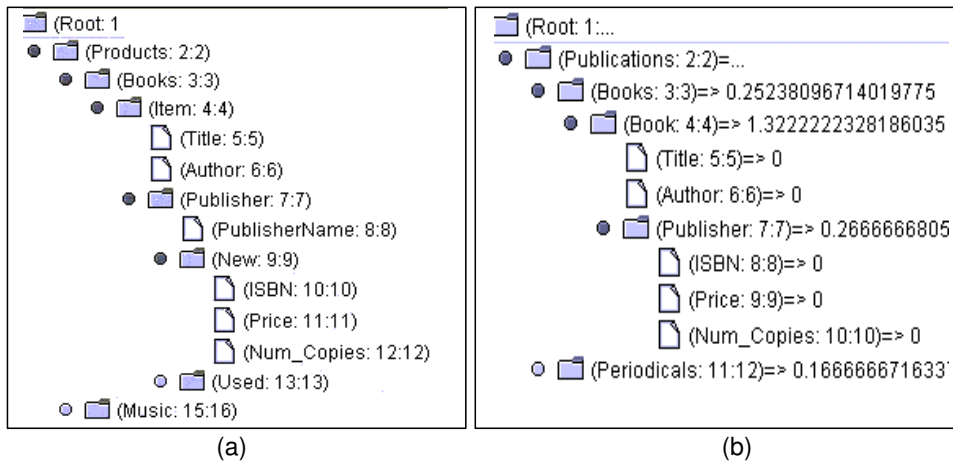 (Root: 1
(Products: 2:2)
(Books: 3:3)
(Item: 4:4)
(Title: 5:5)
(Author: 6:6)
(Publisher: 7:7)
(PublisherName: 8:8)
(New: 9:9)
(ISBN: 10:10)
(Price: 11:11)
(Num_Copies: 12:12)
(Used: 13:13)
(Music: 15:16)
(a)
(Root: 1:...
(Publications: 2:2)=...
(Books: 3:3)=> 0.25238096714019775
(Book: 4:4)=> 1.3222222328186035
(Title: 5:5)=> 0
(Author: 6:6)=> 0
(Publisher: 7:7)=> 0.2666666805
(ISBN: 8:8)=> 0
(Price: 9:9)=> 0
(Num_Copies: 10:10)=> 0
(Periodicals: 11:12)=> 0.166666671633
(b)